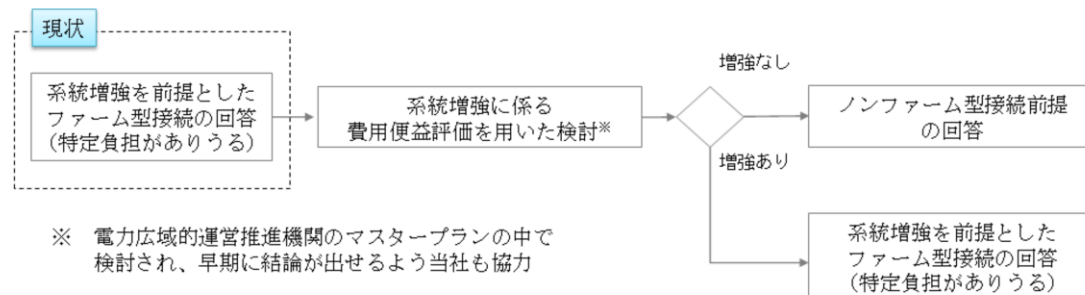 現状
系統増強を前提とした
ファーム型接続の回答
（特定負担がありうる）
系統増強に係る
費用便益評価を用いた検討※
増強なし
ノンファーム型接続前提
の回答
増強あり
系統増強を前提とした
ファーム型接続の回答
（特定負担がありうる）
※　電力広域的運営推進機関のマスタープランの中で
検討され、早期に結論が出せるよう当社も協力